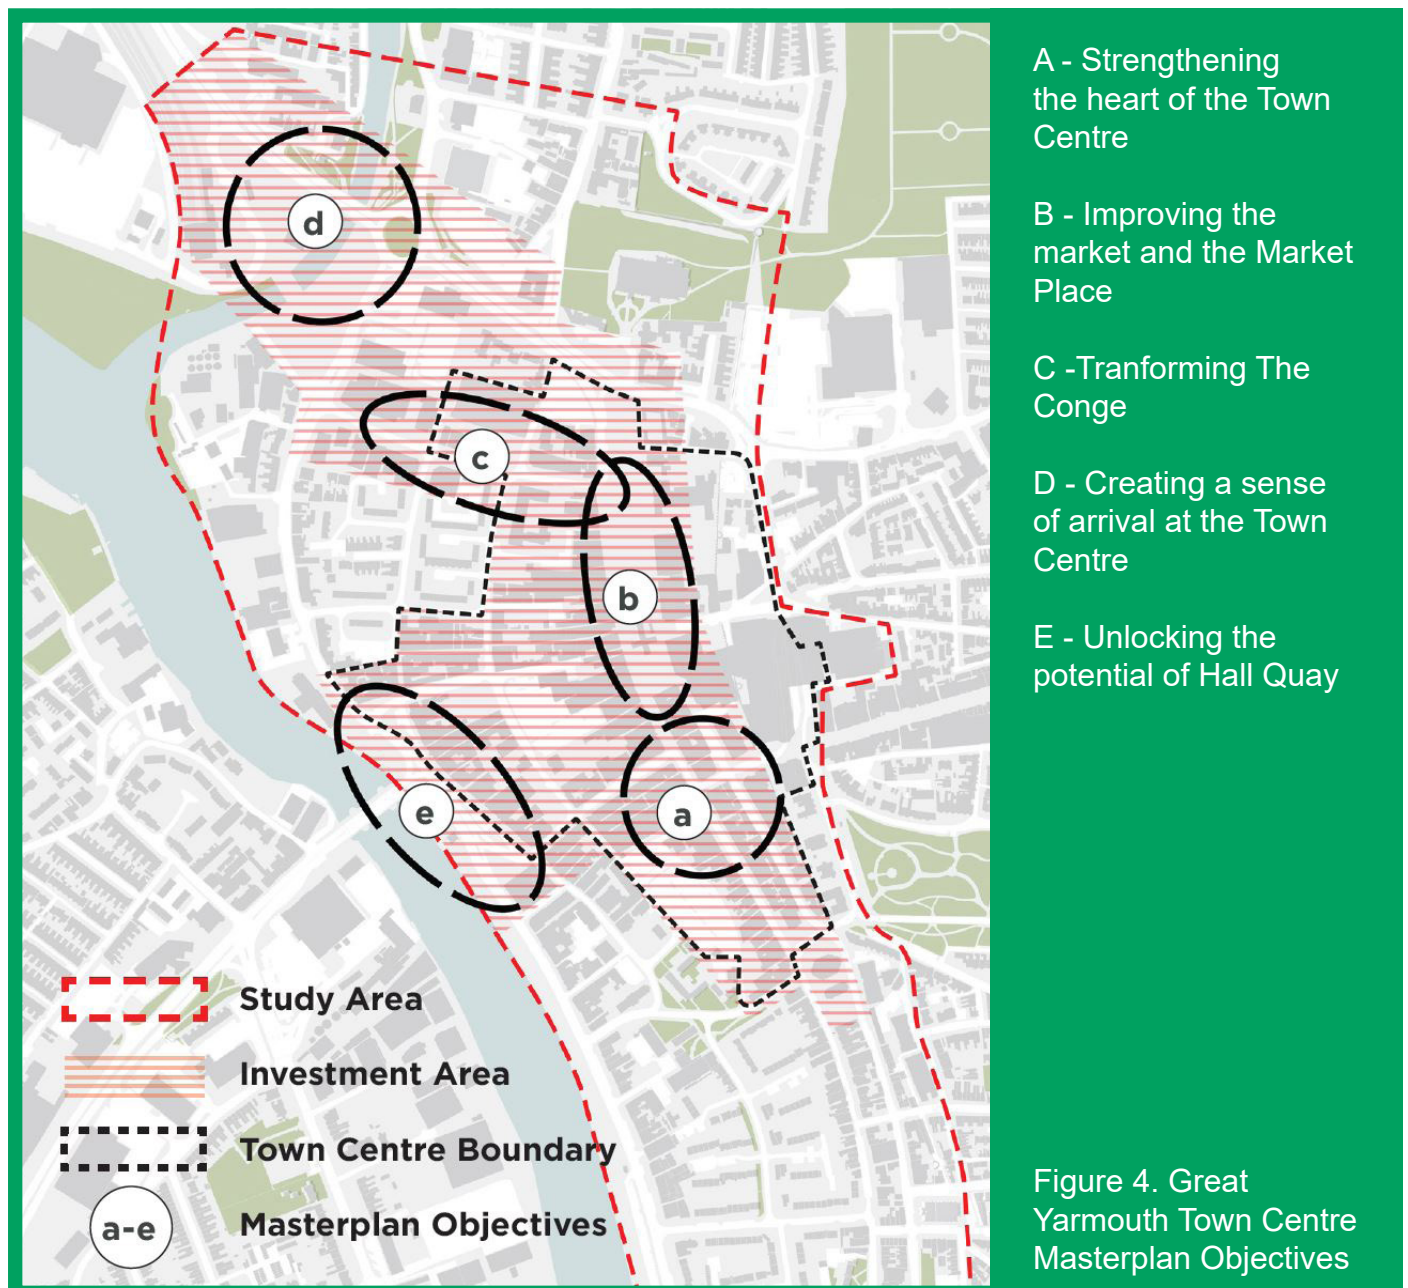 d
c
b
a
e
Study Area
Investment Area
Town Centre Boundary
a-e
Masterplan Objectives
A - Strengthening
the heart of the Town
Centre
B - Improving the
market and the Market
Place
C -Tranforming The
Conge
D - Creating a sense
of arrival at the Town
Centre
E - Unlocking the
potential of Hall Quay
Figure 4. Great
Yarmouth Town Centre
Masterplan Objectives